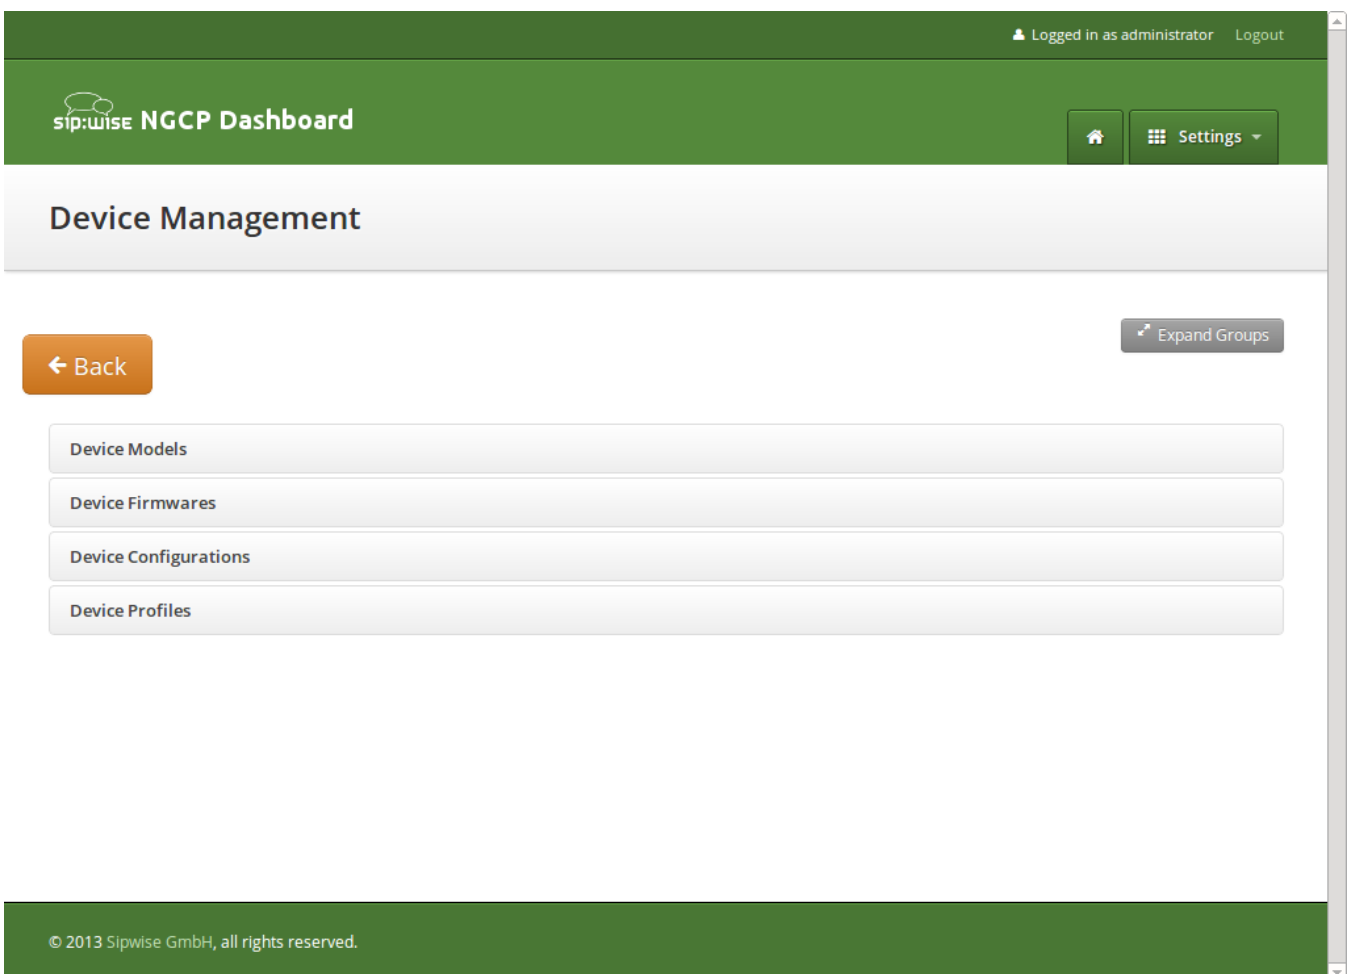 Logged in as administrator Logout
sip:wise NGCP Dashboard
Settings
Device Management
Expand Groups
Back
Device Models
Device Firmwares
Device Configurations
Device Profiles
© 2013 Sipwise GmbH, all rights reserved.